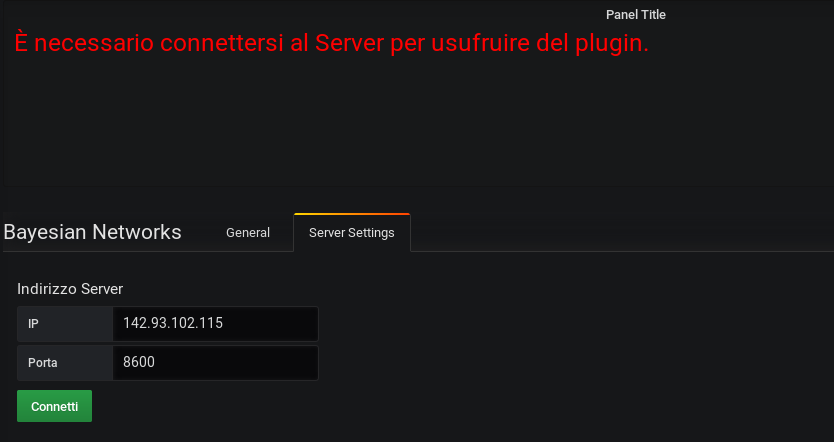 Panel Title
È necessario connettersi al Server per usufruire del plugin.
Bayesian Networks General Server Settings
Indirizzo Server
IP 142.93.102.115
Porta 8600
Connetti